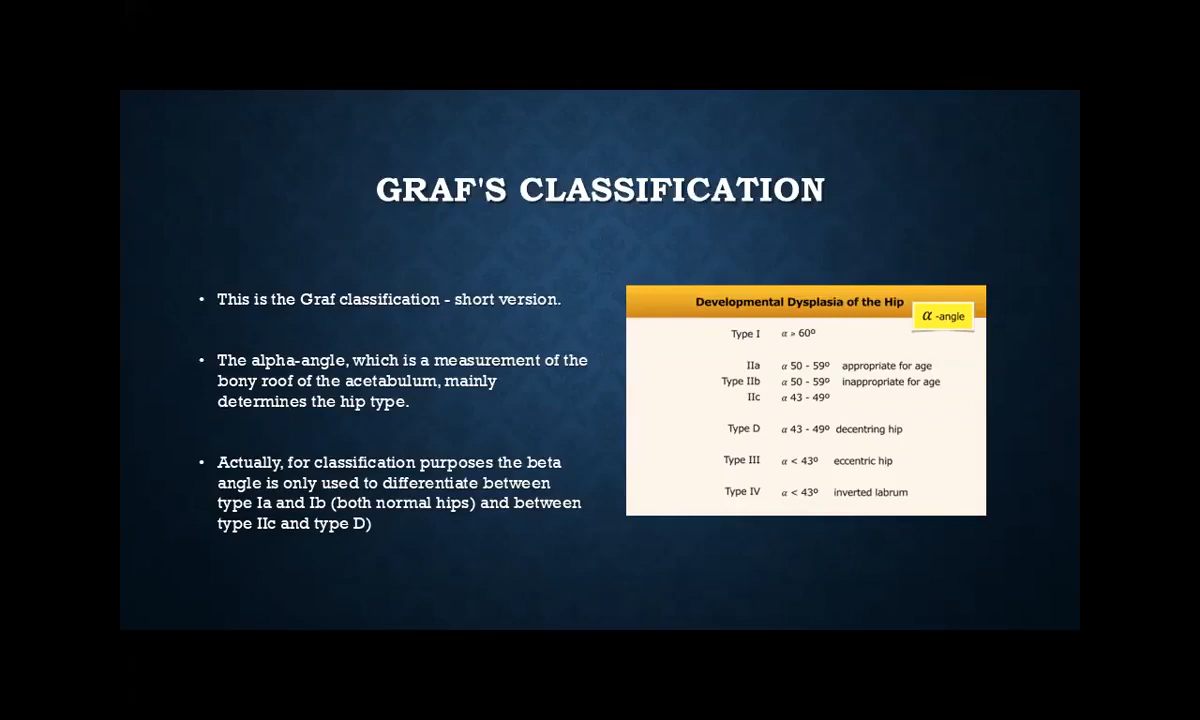 GRAF'S CLASSIFICATION
• This is the Graf classification - short version.
• The alpha-angle, which is a measurement of the
bony roof of the acetabulum, mainly
determines the hip type.
• Actually, for classification purposes the beta
angle is only used to differentiate between
type Ia and Ib (both normal hips) and between
type IIc and type D)
Developmental Dysplasia of the Hip
α -angle
Type I α > 60º
IIa α 50 - 59º appropriate for age
Type IIb α 50 - 59º inappropriate for age
IIc α 43 - 49º
Type D α 43 - 49º decentring hip
Type III α < 43º eccentric hip
Type IV α < 43º inverted labrum